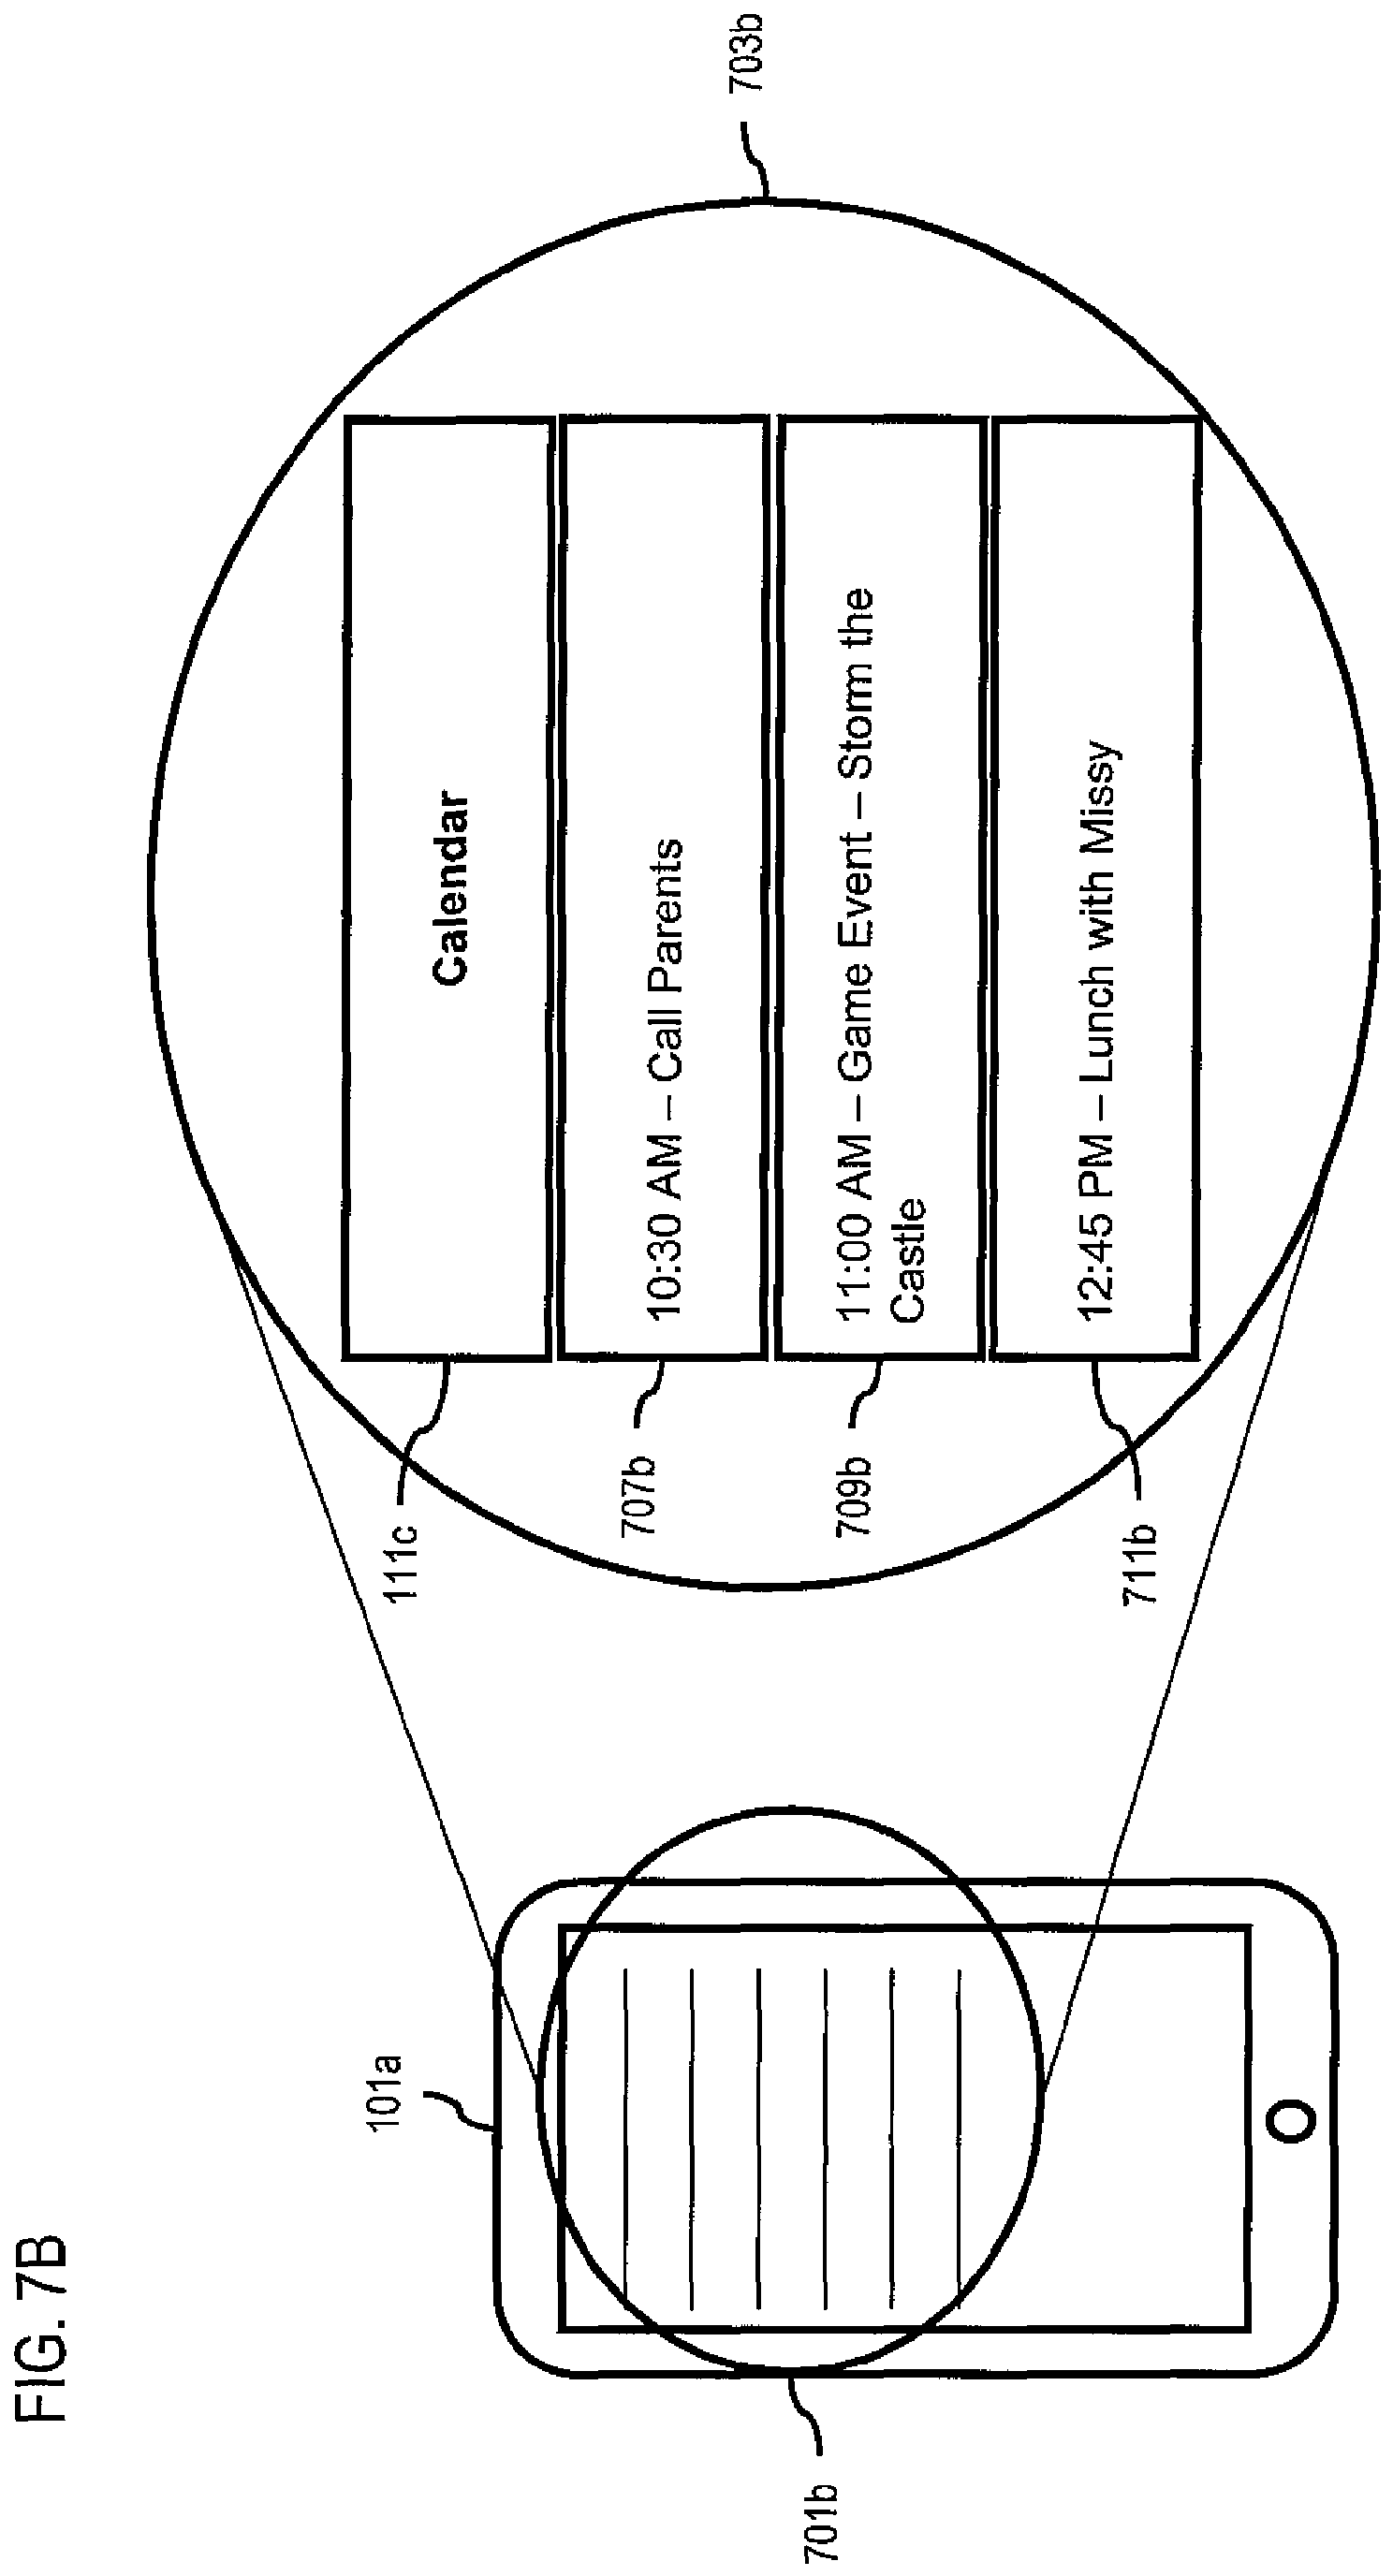 FIG. 7B
101a
701b
703b
111c
Calendar
707b
10:30 AM – Call Parents
709b
11:00 AM – Game Event – Storm the
Castle
711b
12:45 PM – Lunch with Missy